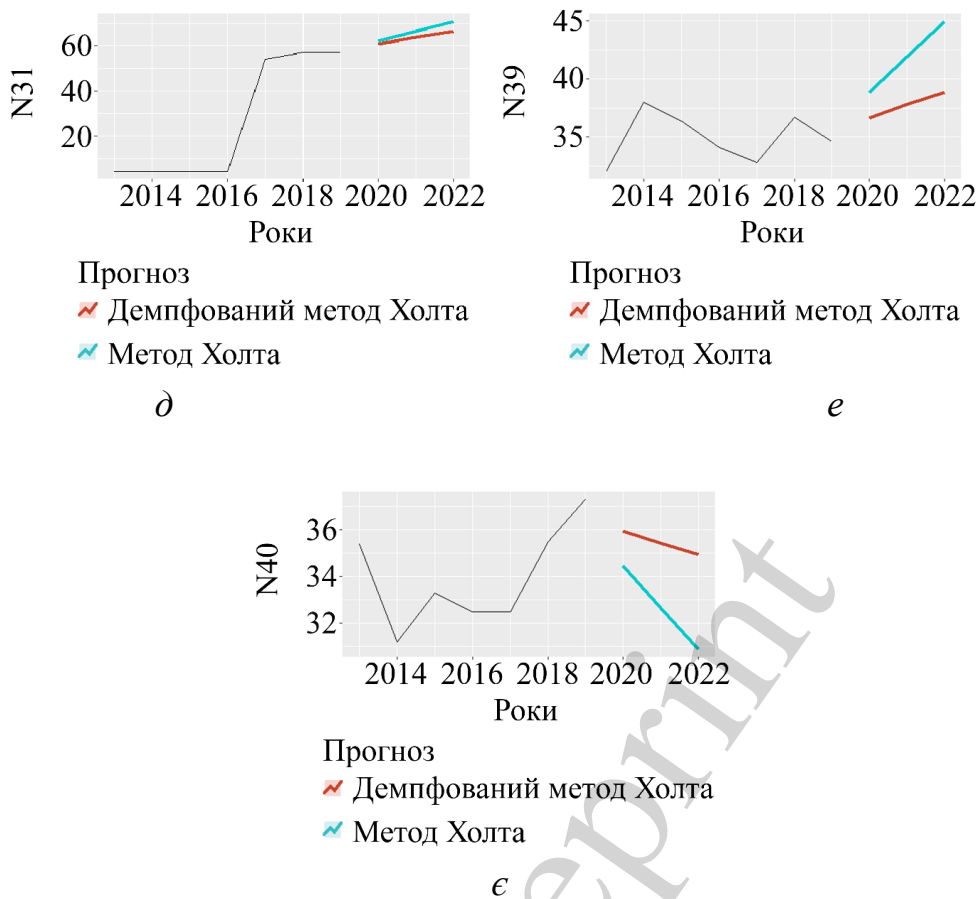 N31
60
40
20
2014 2016 2018 2020 2022
Роки
Прогноз
Демпфований метод Холта
Метод Холта
д
N39
45
40
35
2014 2016 2018 2020 2022
Роки
Прогноз
Демпфований метод Холта
Метод Холта
е
N40
36
34
32
2014 2016 2018 2020 2022
Роки
Прогноз
Демпфований метод Холта
Метод Холта
є
eprint